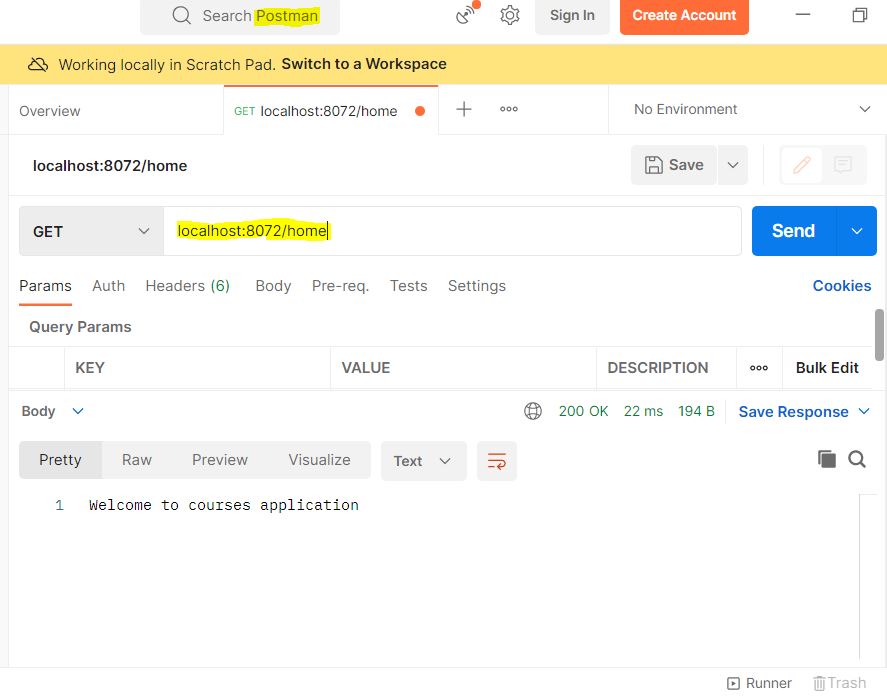 Search Postman Sign In Create Account
Working locally in Scratch Pad. Switch to a Workspace
Overview GET localhost:8072/home No Environment
localhost:8072/home Save
GET localhost:8072/home Send
Params Auth Headers (6) Body Pre-req. Tests Settings Cookies
Query Params
KEY VALUE DESCRIPTION Bulk Edit
Body 200 OK 22 ms 194 B Save Response
Pretty Raw Preview Visualize Text
1 Welcome to courses application
Runner Trash